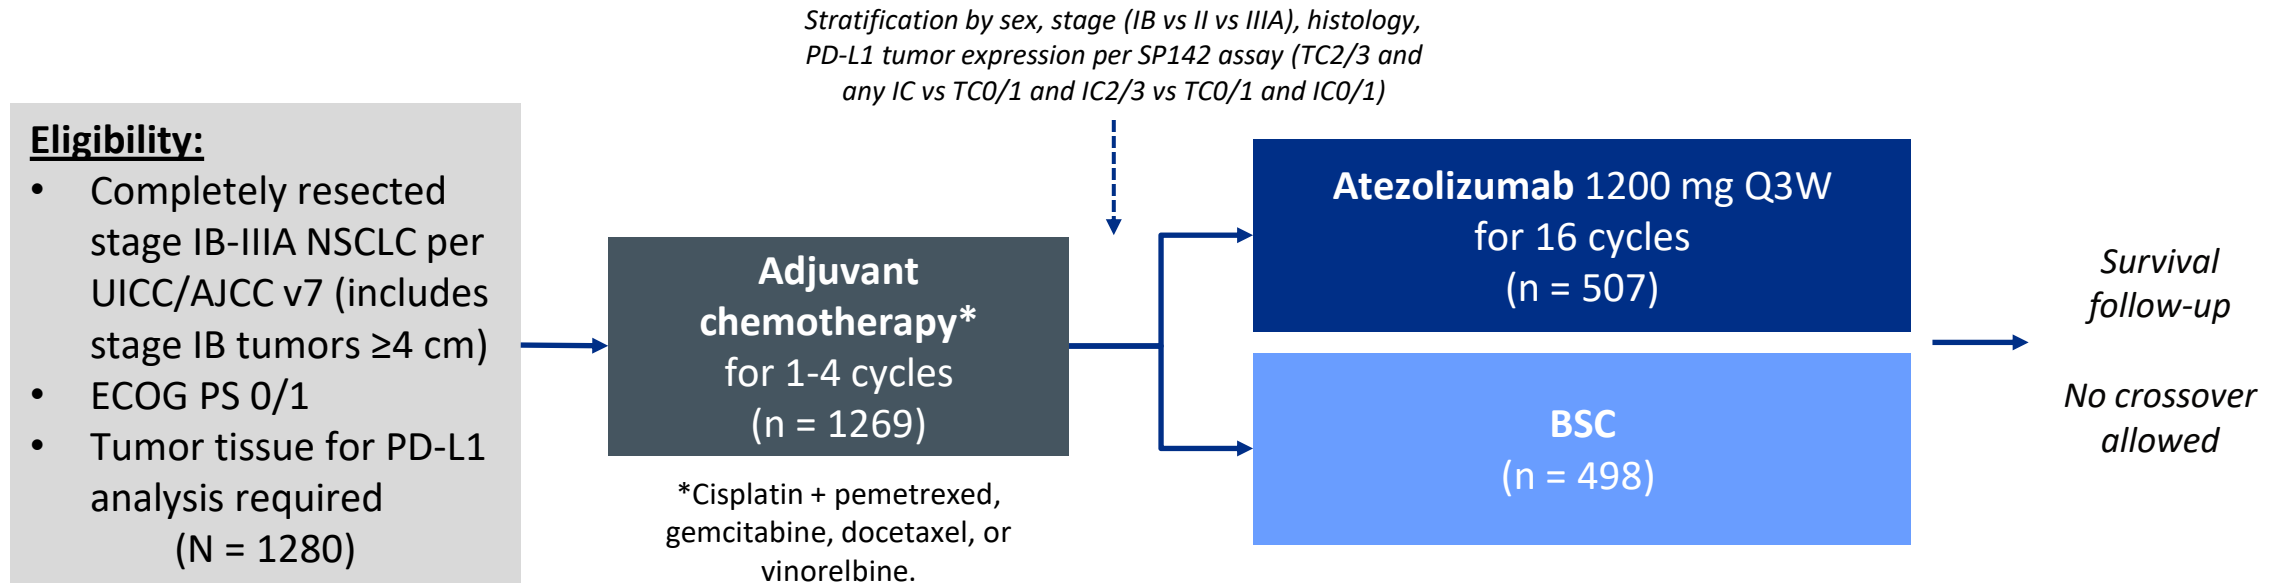 Stratification by sex, stage (IB vs II vs IIIA), histology,
PD-L1 tumor expression per SP142 assay (TC2/3 and
any IC vs TC0/1 and IC2/3 vs TC0/1 and IC0/1)
Eligibility:
• Completely resected
stage IB-IIIA NSCLC per
UICC/AJCC v7 (includes
stage IB tumors ≥4 cm)
• ECOG PS 0/1
• Tumor tissue for PD-L1
analysis required
(N = 1280)
Adjuvant
chemotherapy*
for 1-4 cycles
(n = 1269)
*Cisplatin + pemetrexed,
gemcitabine, docetaxel, or
vinorelbine.
Atezolizumab 1200 mg Q3W
for 16 cycles
(n = 507)
BSC
(n = 498)
Survival
follow-up
No crossover
allowed